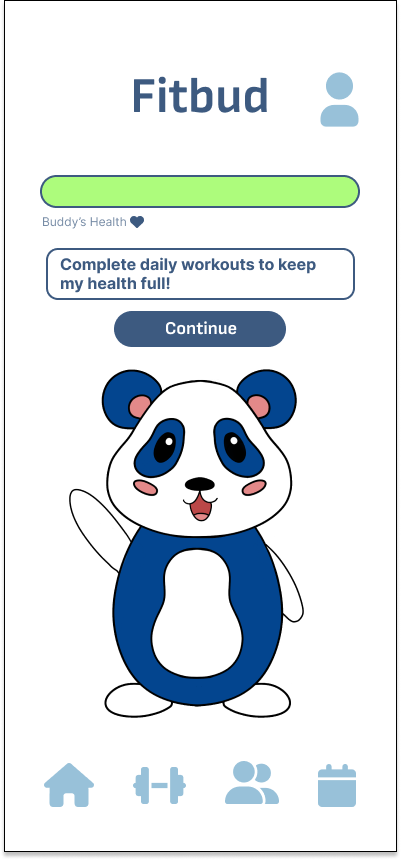 Fitbud
Buddy’s Health
Complete daily workouts to keep
my health full!
Continue